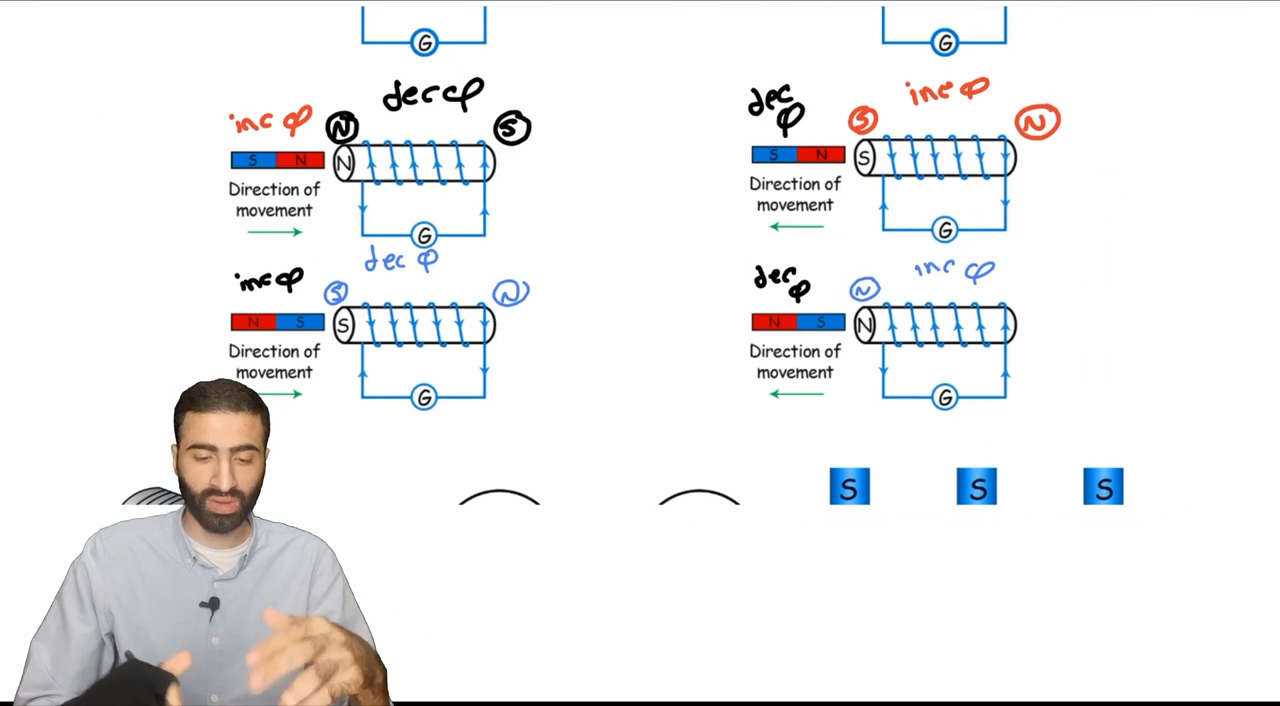 G
G
dec φ
inc φ
N
S
S N
N
Direction of
movement
G
dec
φ
inc φ
S
N
S N
S
Direction of
movement
G
dec φ
inc φ
S
N
N S
S
Direction of
movement
G
inc φ
dec
φ
N
N S
N
Direction of
movement
G
S
S
S